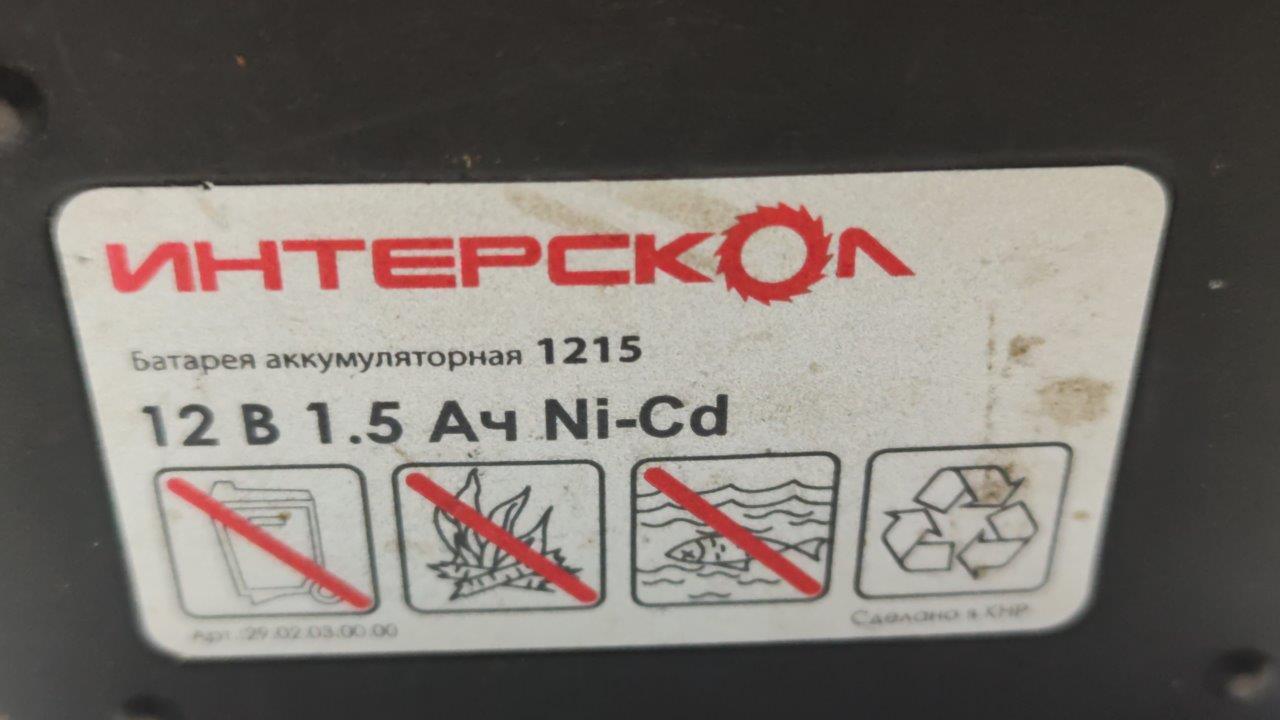 ИНТЕРСКОЛ
Батарея аккумуляторная 1215
12 В 1.5 Ач Ni-Cd
Арт.:29.02.03.00.00
Сделано в КНР